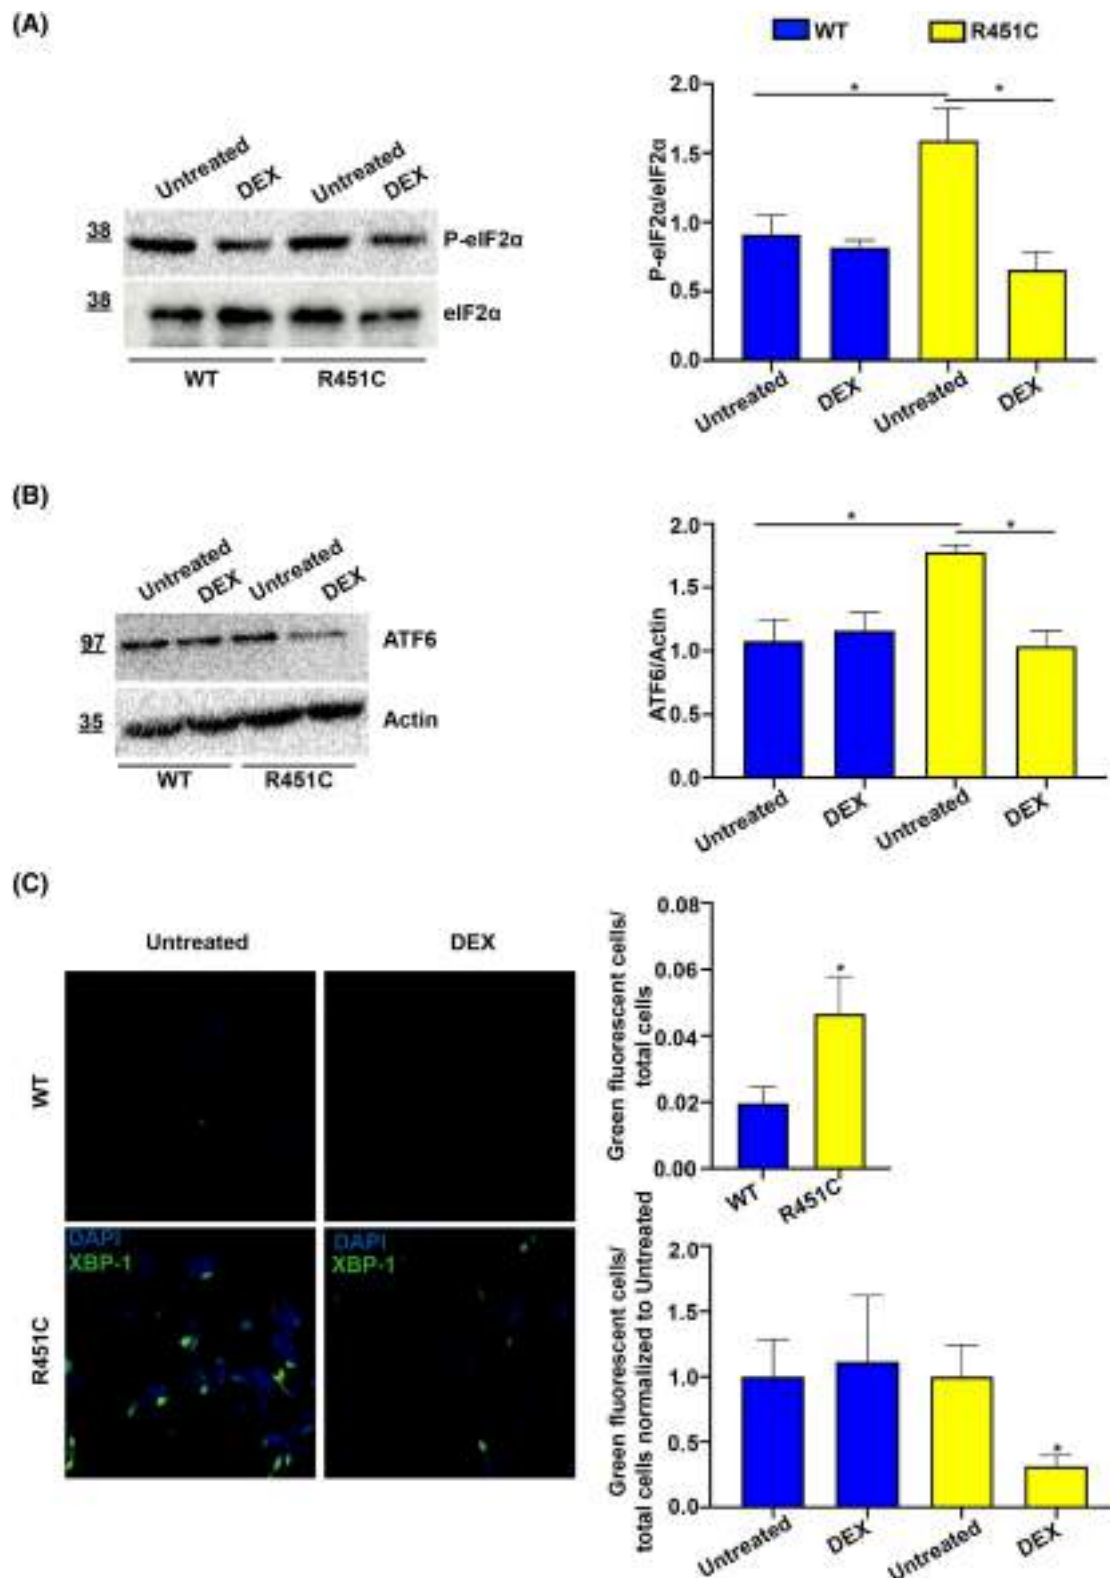 (A)
WT R451C
Untreated DEX Untreated DEX
38 P-eIF2α
38 eIF2α
WT R451C
P-eIF2α/eIF2α
2.0
* *
1.5
1.0
0.5
0.0
Untreated DEX Untreated DEX
(B)
Untreated DEX Untreated DEX
97 ATF6
35 Actin
WT R451C
ATF6/Actin
2.0
* *
1.5
1.0
0.5
0.0
Untreated DEX Untreated DEX
(C)
Untreated DEX
WT
R451C
DAPI
XBP-1
DAPI
XBP-1
Green fluorescent cells/
total cells
0.08
0.06
*
0.04
0.02
0.00
WT R451C
Green fluorescent cells/
total cells normalized to Untreated
2.0
1.5
1.0
0.5
*
0.0
Untreated DEX Untreated DEX